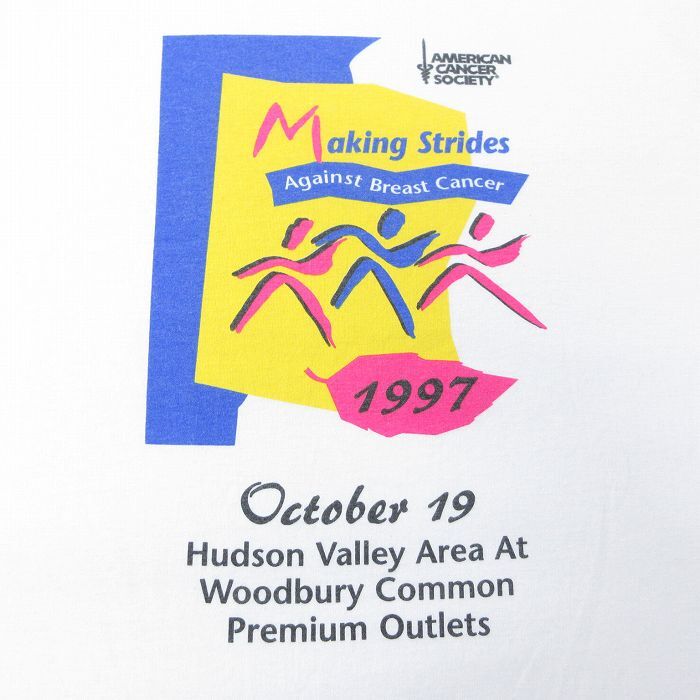 AMERICAN
CANCER
SOCIETY®
Making Strides
Against Breast Cancer
1997
October 19
Hudson Valley Area At
Woodbury Common
Premium Outlets